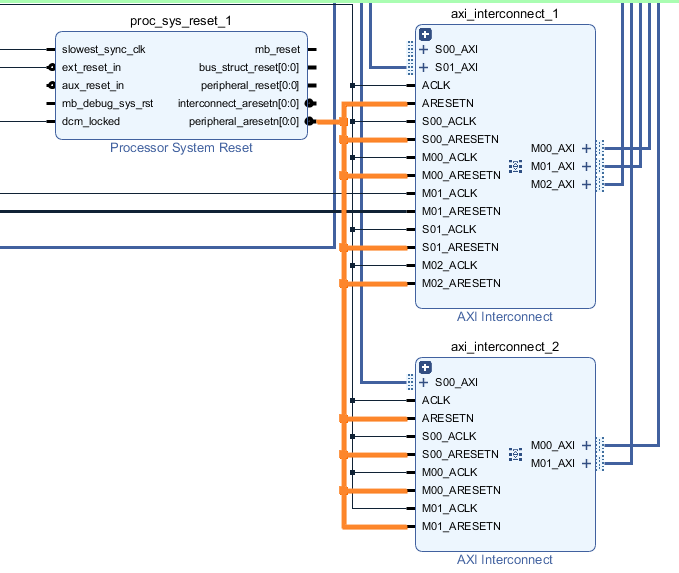 proc_sys_reset_1
slowest_sync_clk
ext_reset_in
aux_reset_in
mb_debug_sys_rst
dcm_locked
mb_reset
bus_struct_reset[0:0]
peripheral_reset[0:0]
interconnect_aresetn[0:0]
peripheral_aresetn[0:0]
Processor System Reset
axi_interconnect_1
S00_AXI
S01_AXI
ACLK
ARESETN
S00_ACLK
S00_ARESETN
M00_ACLK
M00_ARESETN
M01_ACLK
M01_ARESETN
S01_ACLK
S01_ARESETN
M02_ACLK
M02_ARESETN
M00_AXI
M01_AXI
M02_AXI
AXI Interconnect
axi_interconnect_2
S00_AXI
ACLK
ARESETN
S00_ACLK
S00_ARESETN
M00_ACLK
M00_ARESETN
M01_ACLK
M01_ARESETN
M00_AXI
M01_AXI
AXI Interconnect